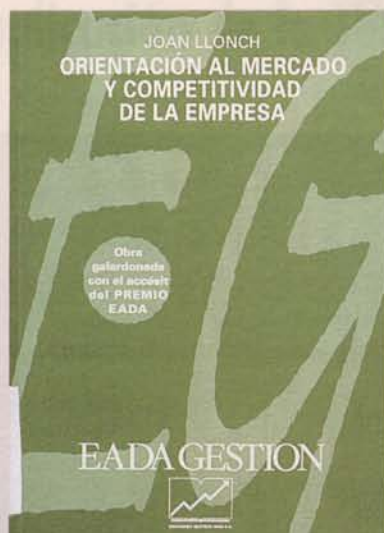 JOAN LLONCH
ORIENTACIÓN AL MERCADO
Y COMPETITIVIDAD
DE LA EMPRESA
EG
Obra
galardonada
con el accésit
del PREMIO
EADA
EADA GESTION